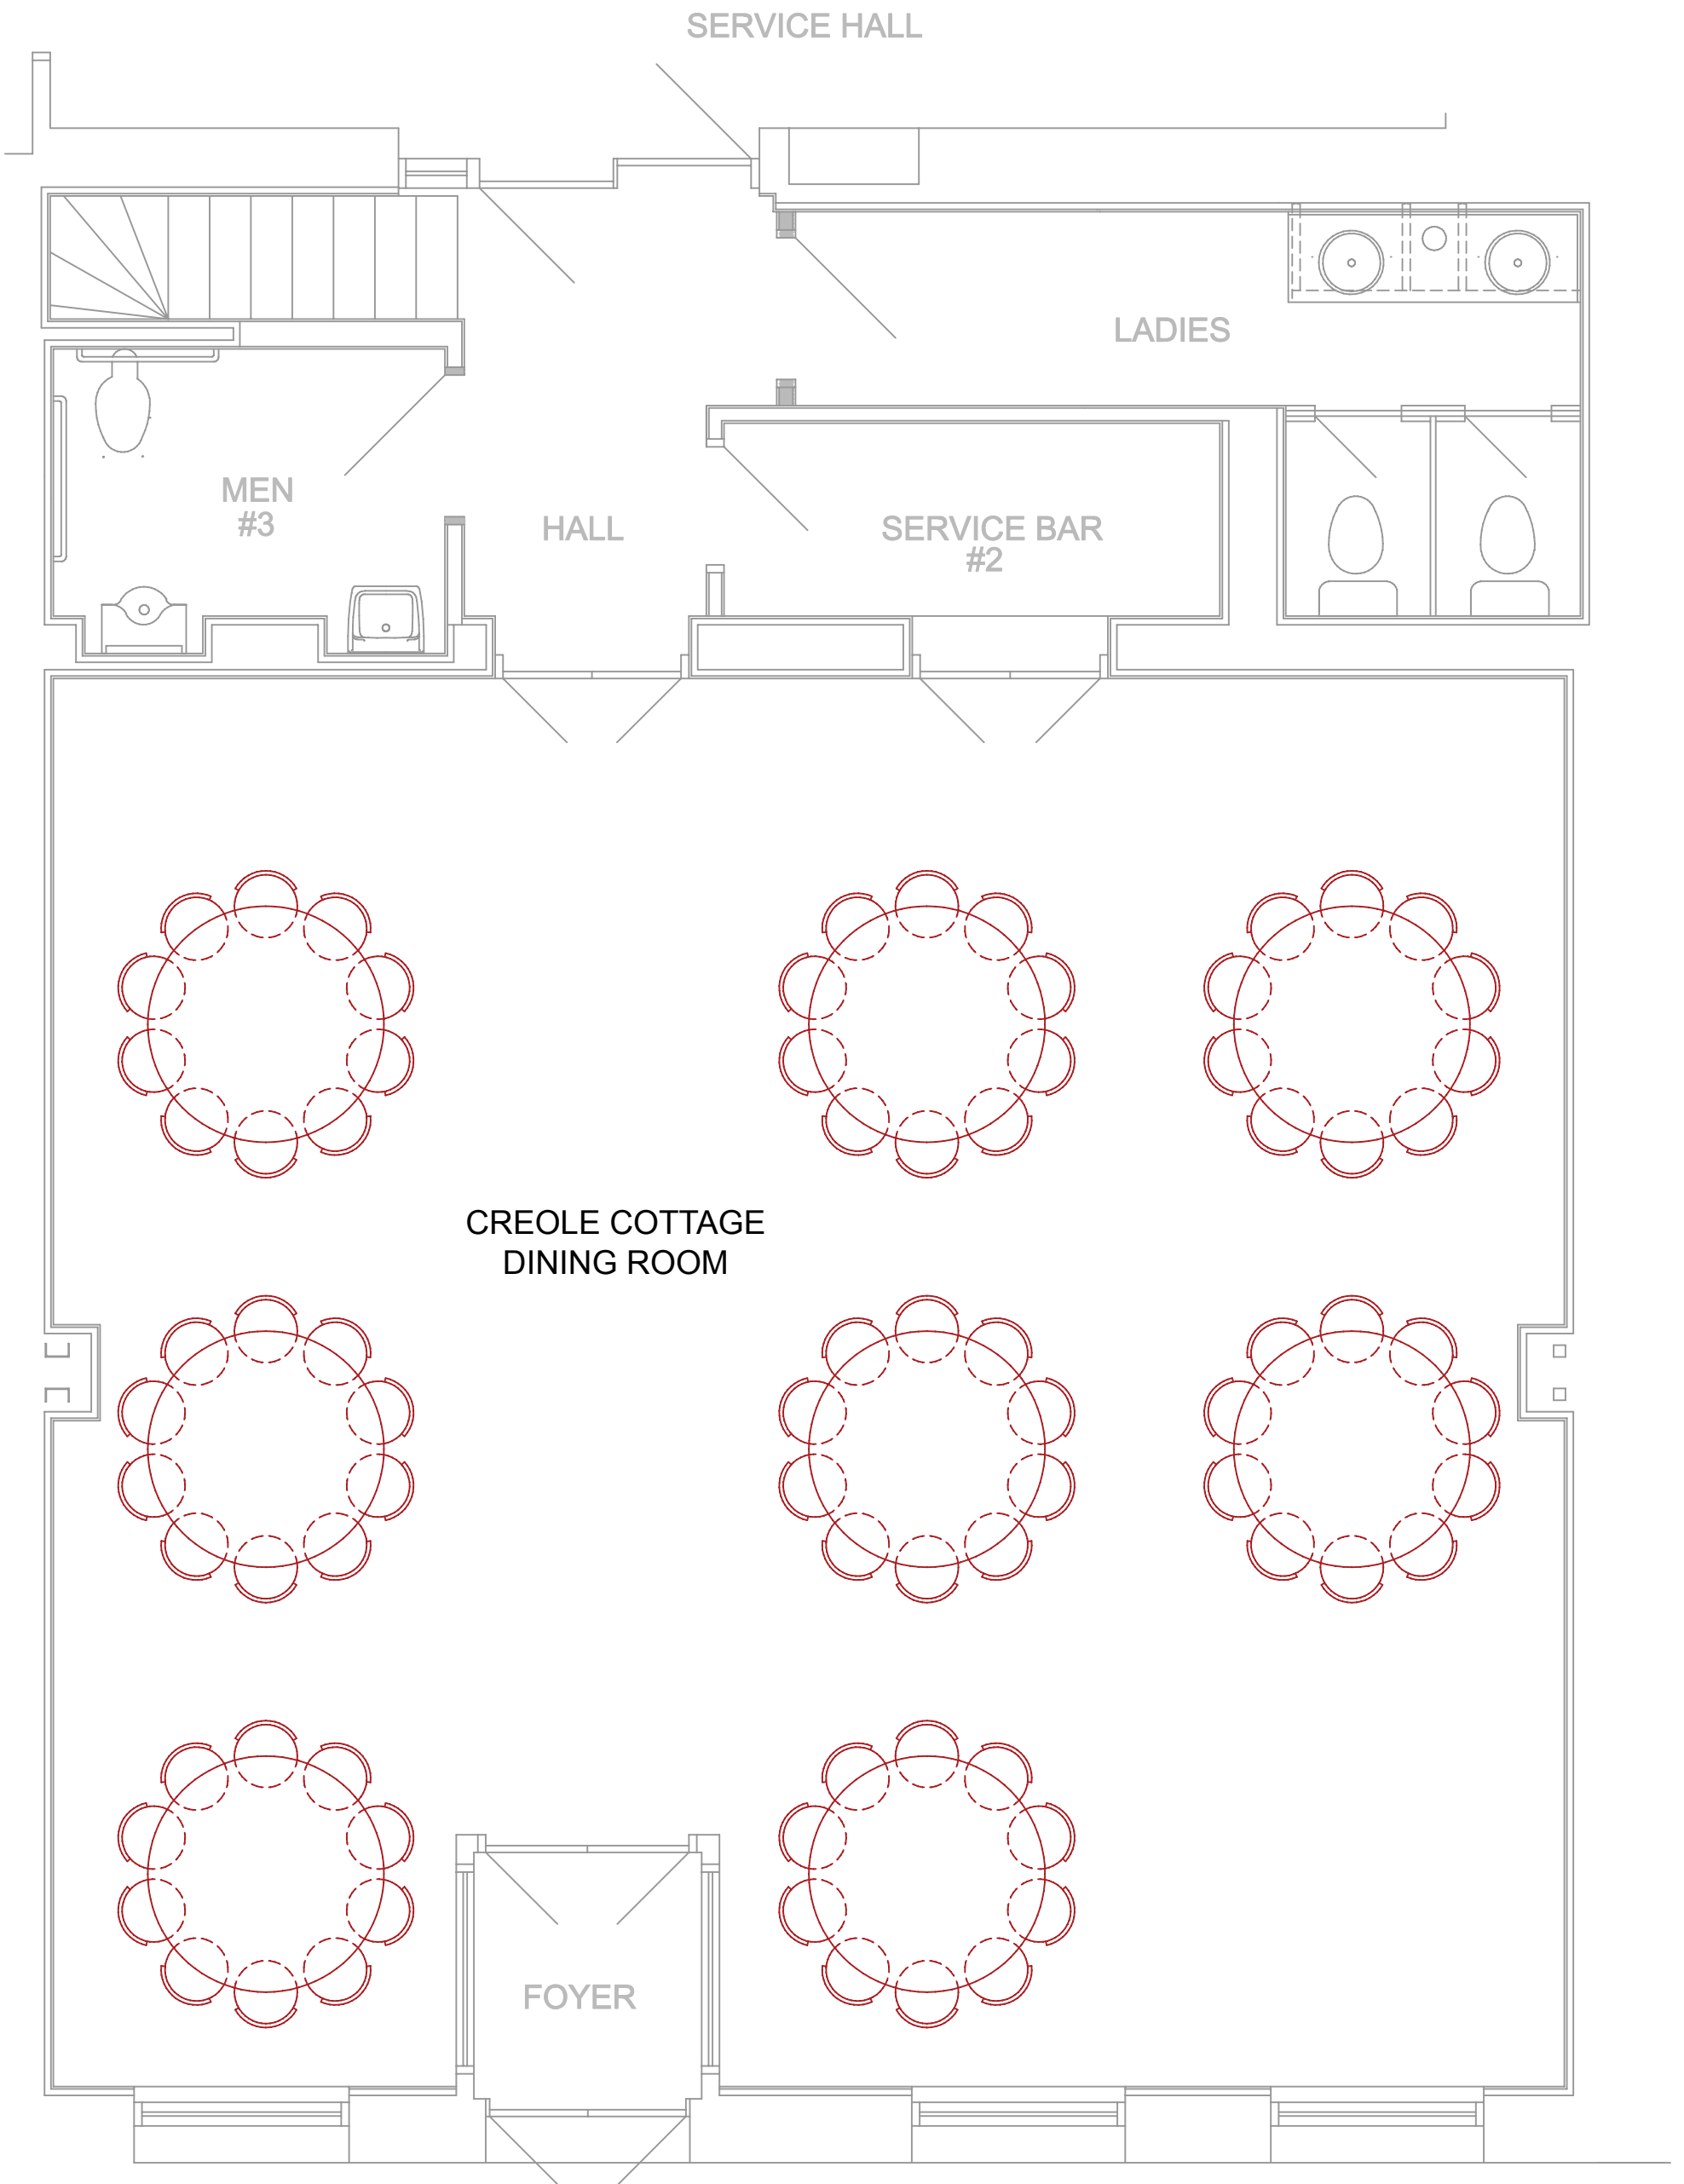 SERVICE HALL
LADIES
MEN
#3
HALL
SERVICE BAR
#2
CREOLE COTTAGE
DINING ROOM
FOYER